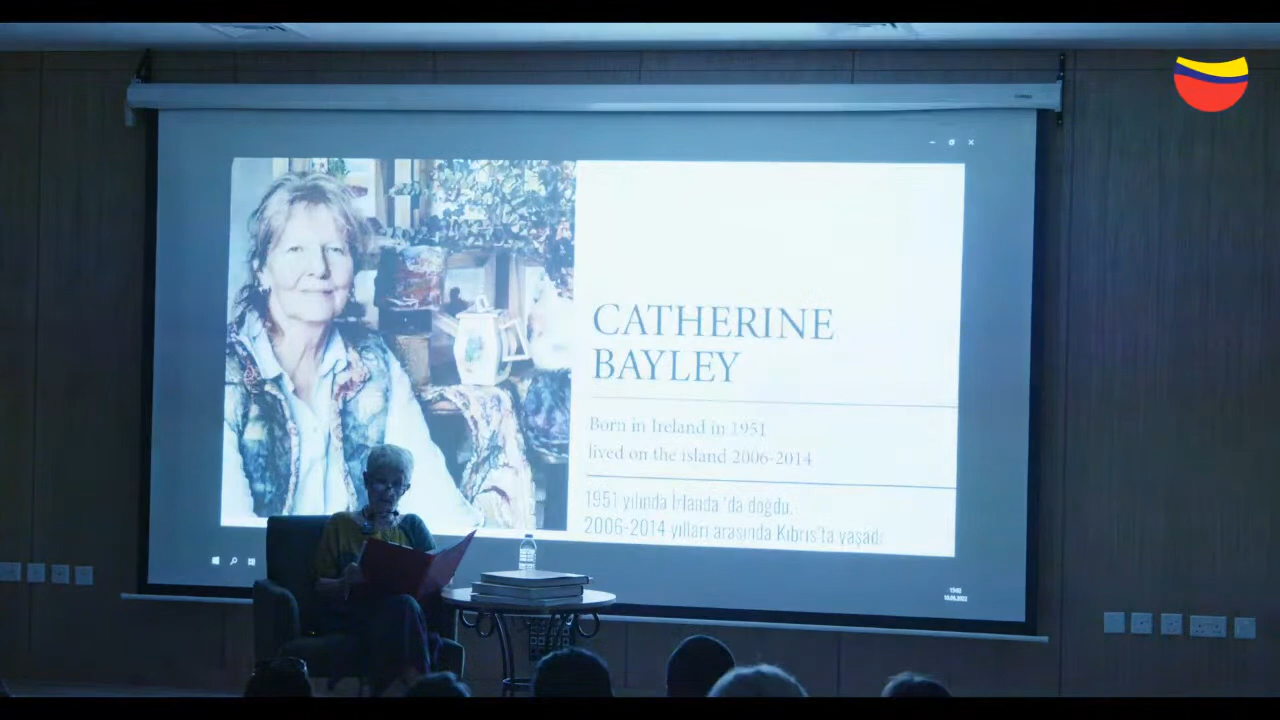 CATHERINE
BAYLEY
Born in Ireland in 1951
lived on the island 2006-2014
1951 yılında İrlanda 'da doğdu.
2006-2014 yılları arasında Kıbrıs'ta yaşadı